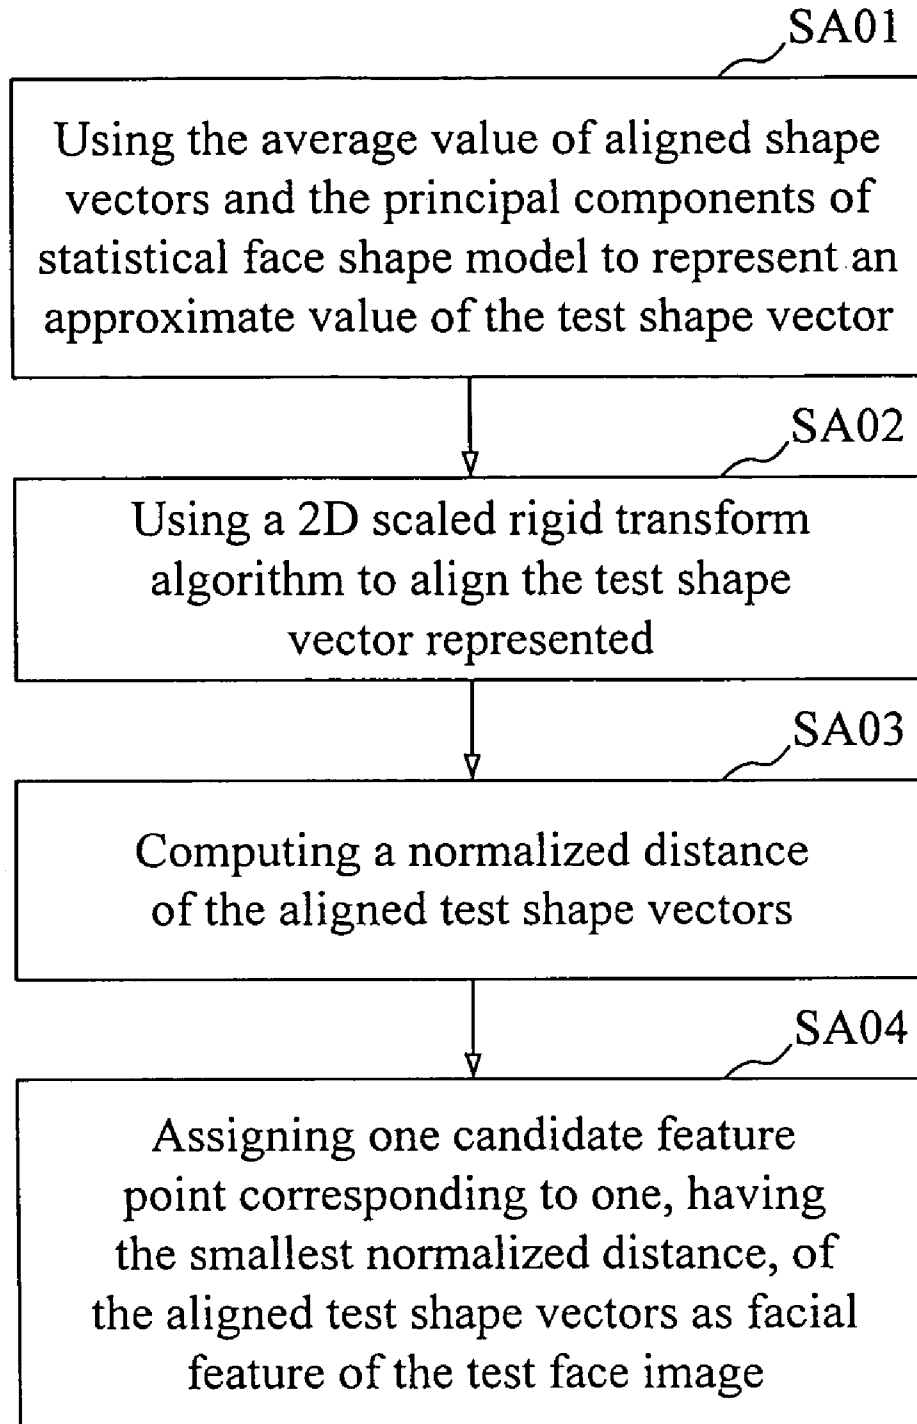 SA01
Using the average value of aligned shape
vectors and the principal components of
statistical face shape model to represent an
approximate value of the test shape vector
SA02
Using a 2D scaled rigid transform
algorithm to align the test shape
vector represented
SA03
Computing a normalized distance
of the aligned test shape vectors
SA04
Assigning one candidate feature
point corresponding to one, having
the smallest normalized distance, of
the aligned test shape vectors as facial
feature of the test face image